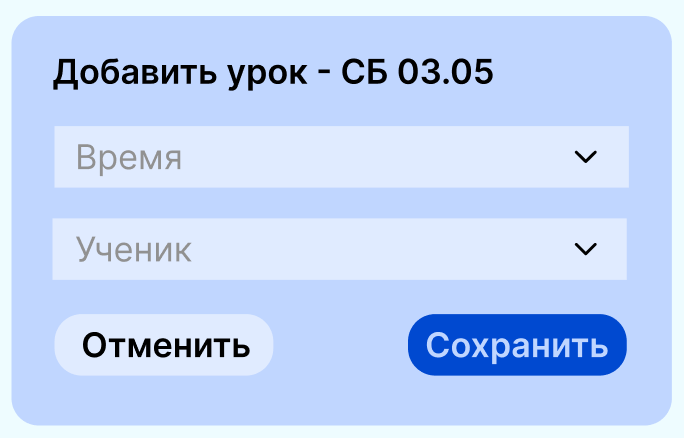 Добавить урок - СБ 03.05
Время
Ученик
Отменить
Сохранить